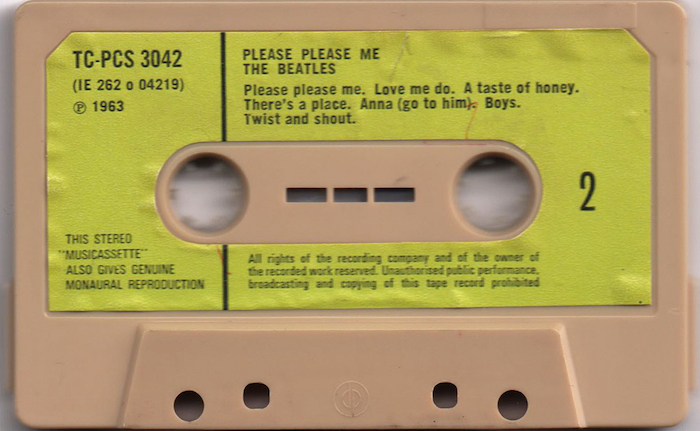 TC-PCS 3042
(IE 262 o 04219)
℗ 1963
PLEASE PLEASE ME
THE BEATLES
Please please me. Love me do. A taste of honey.
There's a place. Anna (go to him). Boys.
Twist and shout.
2
THIS STEREO
"MUSICASSETTE"
ALSO GIVES GENUINE
MONAURAL REPRODUCTION
All rights of the recording company and of the owner of
the recorded work reserved. Unauthorised public performance,
broadcasting and copying of this tape record prohibited